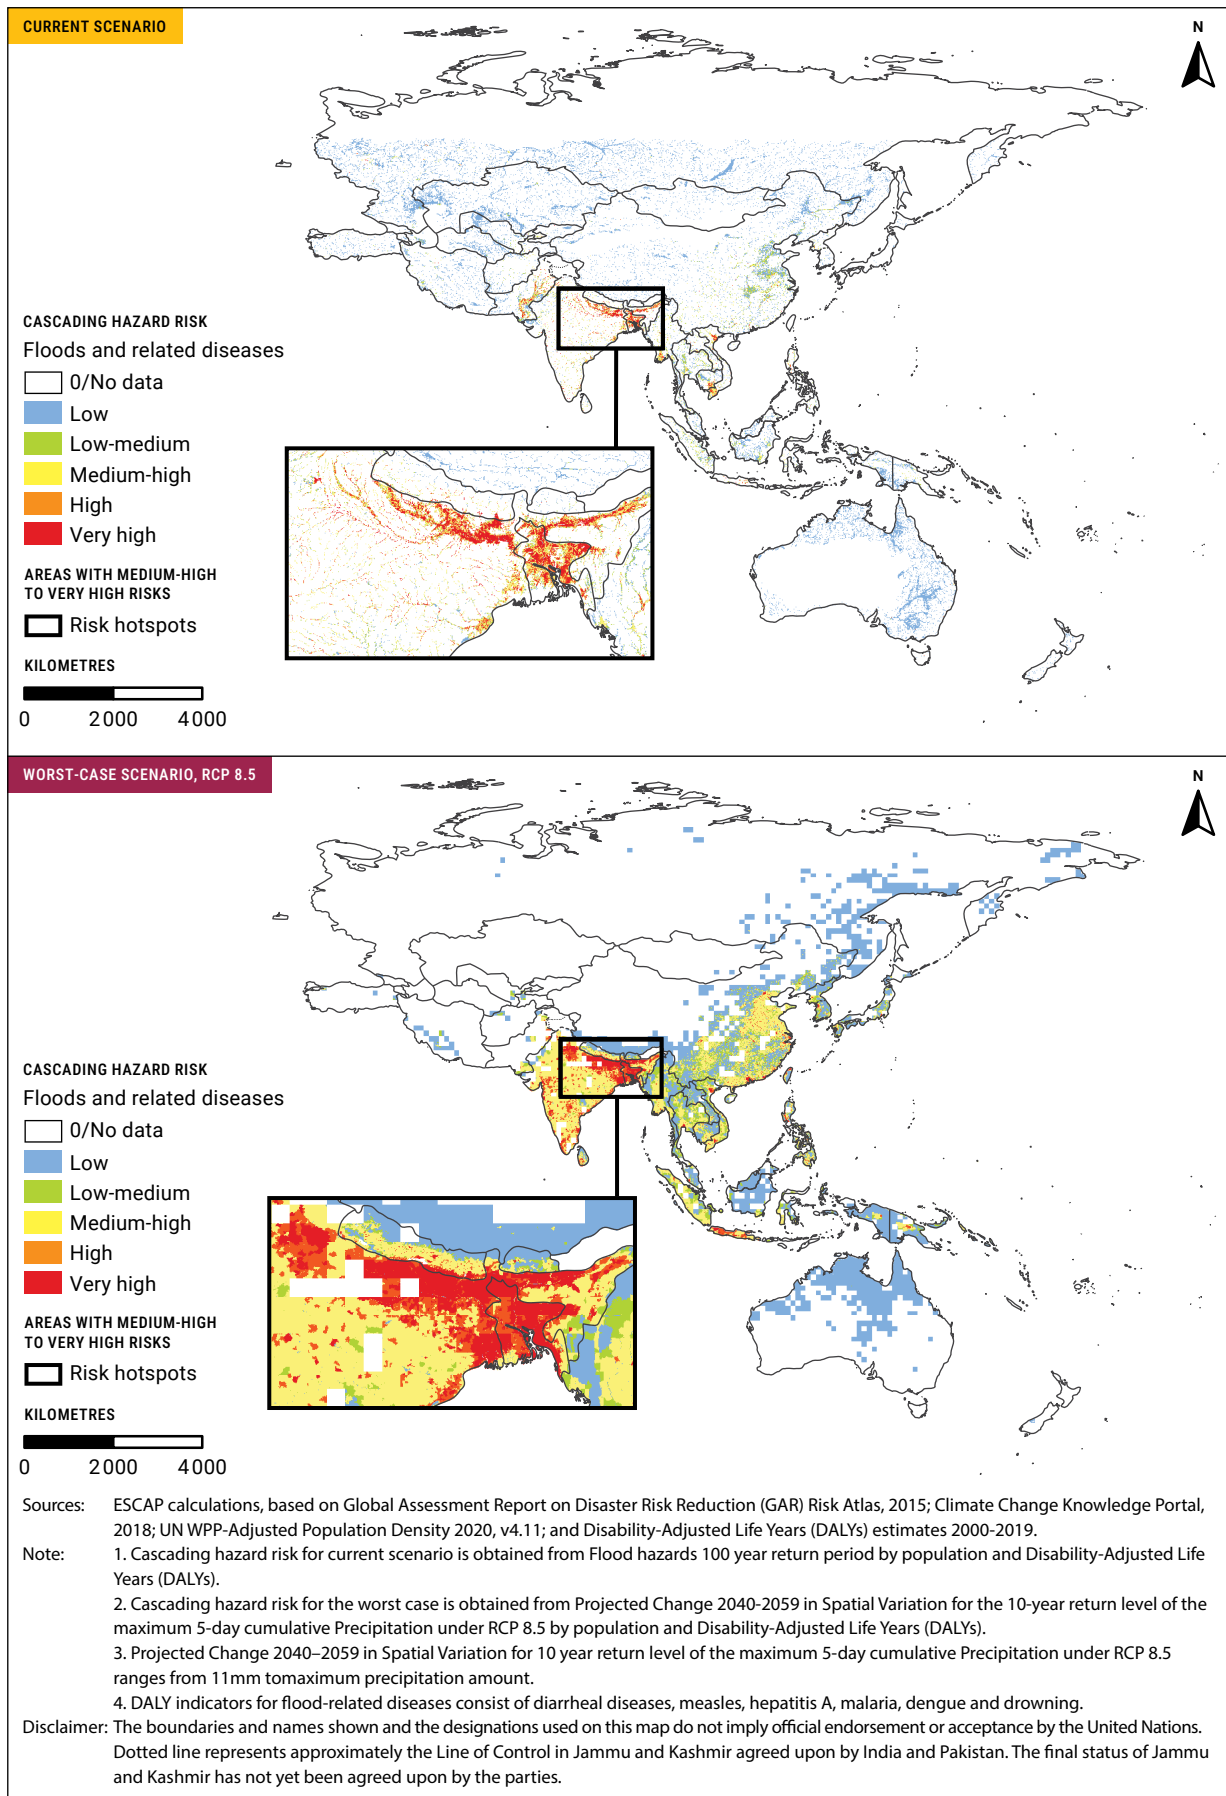 CURRENT SCENARIO
N
CASCADING HAZARD RISK
Floods and related diseases
0/No data
Low
Low-medium
Medium-high
High
Very high
AREAS WITH MEDIUM-HIGH
TO VERY HIGH RISKS
Risk hotspots
KILOMETRES
0 2 000 4 000
WORST-CASE SCENARIO, RCP 8.5
N
CASCADING HAZARD RISK
Floods and related diseases
0/No data
Low
Low-medium
Medium-high
High
Very high
AREAS WITH MEDIUM-HIGH
TO VERY HIGH RISKS
Risk hotspots
KILOMETRES
0 2 000 4 000
Sources: ESCAP calculations, based on Global Assessment Report on Disaster Risk Reduction (GAR) Risk Atlas, 2015; Climate Change Knowledge Portal,
2018; UN WPP-Adjusted Population Density 2020, v4.11; and Disability-Adjusted Life Years (DALYs) estimates 2000-2019.
Note: 1. Cascading hazard risk for current scenario is obtained from Flood hazards 100 year return period by population and Disability-Adjusted Life
Years (DALYs).
2. Cascading hazard risk for the worst case is obtained from Projected Change 2040-2059 in Spatial Variation for the 10-year return level of the
maximum 5-day cumulative Precipitation under RCP 8.5 by population and Disability-Adjusted Life Years (DALYs).
3. Projected Change 2040–2059 in Spatial Variation for 10 year return level of the maximum 5-day cumulative Precipitation under RCP 8.5
ranges from 11mm tomaximum precipitation amount.
4. DALY indicators for flood-related diseases consist of diarrheal diseases, measles, hepatitis A, malaria, dengue and drowning.
Disclaimer: The boundaries and names shown and the designations used on this map do not imply official endorsement or acceptance by the United Nations.
Dotted line represents approximately the Line of Control in Jammu and Kashmir agreed upon by India and Pakistan. The final status of Jammu
and Kashmir has not yet been agreed upon by the parties.